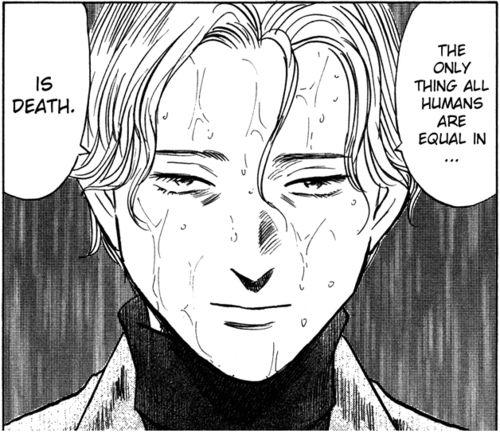 THE
ONLY
THING ALL
HUMANS
ARE
EQUAL IN
...
IS
DEATH.